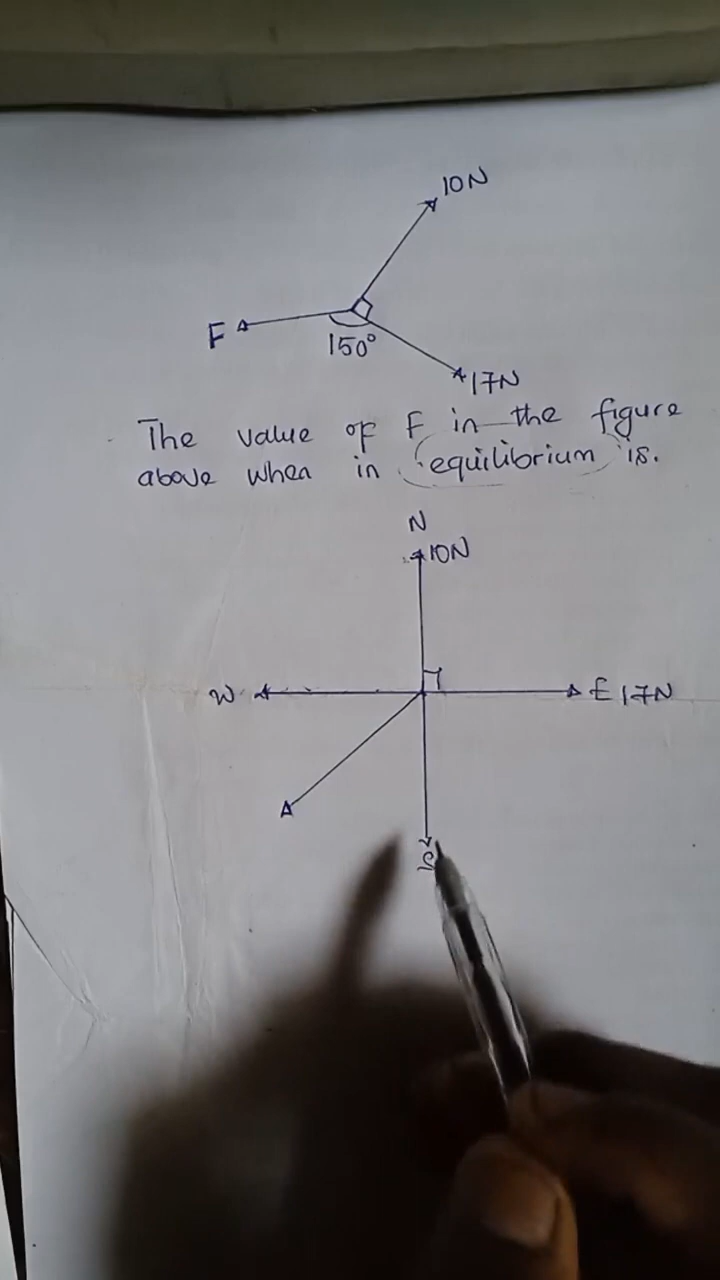 10N
F
150°
17N
The value of F in the figure
above when in equilibrium is.
N
10N
W
E 17N
S